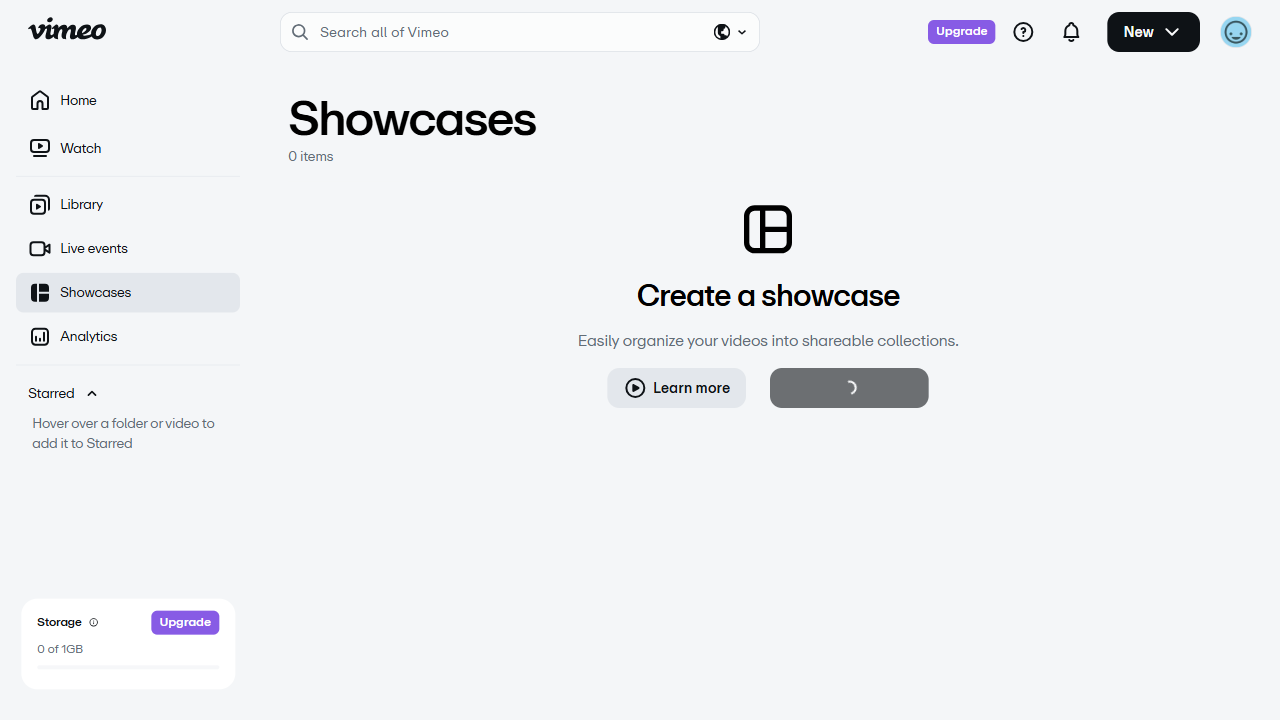 vimeo
Search all of Vimeo
Upgrade
New
Home
Watch
Library
Live events
Showcases
Analytics
Starred
Hover over a folder or video to
add it to Starred
Storage
Upgrade
0 of 1GB
Showcases
0 items
Create a showcase
Easily organize your videos into shareable collections.
Learn more